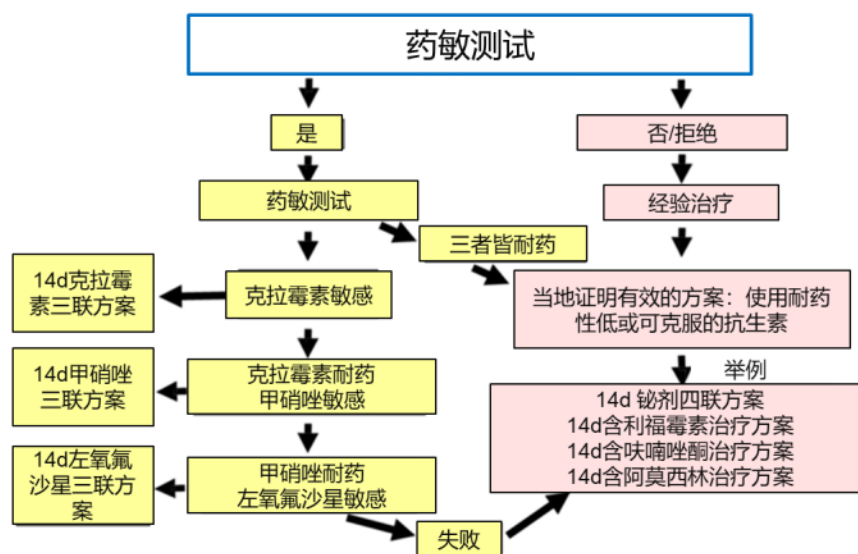 药敏测试
是
否/拒绝
药敏测试
经验治疗
三者皆耐药
14d克拉霉
素三联方案
克拉霉素敏感
当地证明有效的方案：使用耐药
性低或可克服的抗生素
14d甲硝唑
三联方案
克拉霉素耐药
甲硝唑敏感
举例
14d 铋剂四联方案
14d含利福霉素治疗方案
14d含呋喃唑酮治疗方案
14d含阿莫西林治疗方案
14d左氧氟
沙星三联方
案
甲硝唑耐药
左氧氟沙星敏感
失败